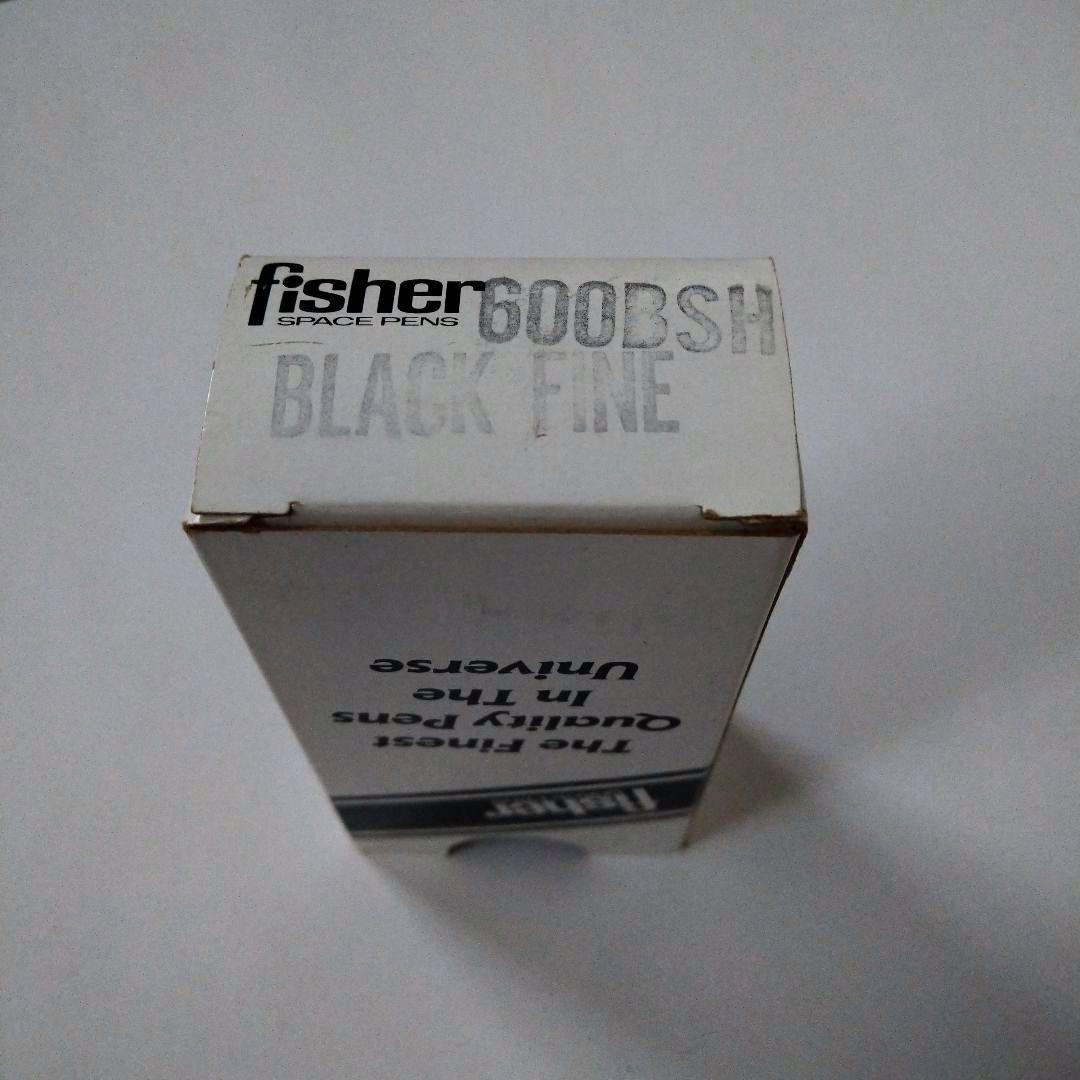 fisher 600BSH
SPACE PENS
BLACK FINE
fisher
The Finest
Quality Pens
In The
Universe